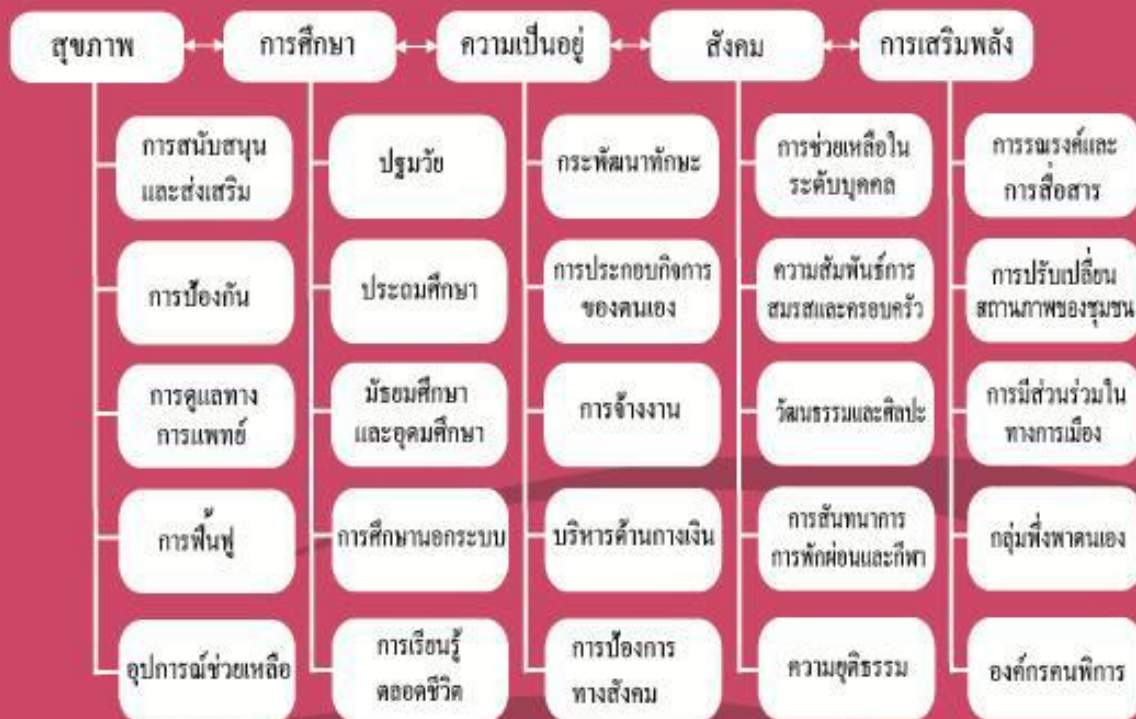 สุขภาพ
การศึกษา
ความเป็นอยู่
สังคม
การเสริมพลัง
การสนับสนุน
และส่งเสริม
การป้องกัน
การดูแลทาง
การแพทย์
การฟื้นฟู
อุปการณ์ช่วยเหลือ
ปฐมวัย
ประถมศึกษา
มัธยมศึกษา
และอุดมศึกษา
การศึกษานอกระบบ
การเรียนรู้
ตลอดชีวิต
กระพัฒนาทักษะ
การประกอบกิจการ
ของตนเอง
การจ้างงาน
บริหารด้านการเงิน
การป้องการ
ทางสังคม
การช่วยเหลือใน
ระดับบุคคล
ความสัมพันธ์การ
สมรสและครอบครัว
วัฒนธรรมและศิลปะ
การสันทนาการ
การพักผ่อนและกีฬา
ความยุติธรรม
การรณรงค์และ
การสื่อสาร
การปรับเปลี่ยน
สถานภาพของชุมชน
การมีส่วนร่วมใน
ทางการเมือง
กลุ่มพึ่งพาตนเอง
องค์กรคนพิการ